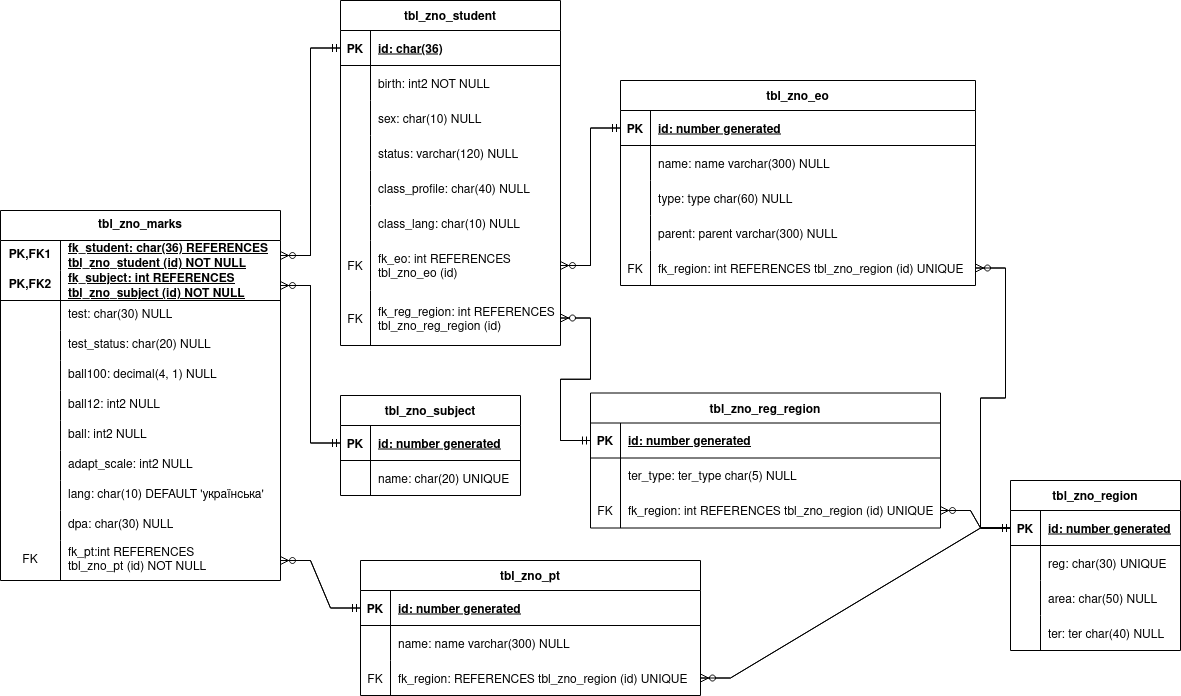 tbl_zno_student
PK id: char(36)
birth: int2 NOT NULL
sex: char(10) NULL
status: varchar(120) NULL
class_profile: char(40) NULL
class_lang: char(10) NULL
FK fk_eo: int REFERENCES
tbl_zno_eo (id)
FK fk_reg_region: int REFERENCES
tbl_zno_reg_region (id)
tbl_zno_eo
PK id: number generated
name: name varchar(300) NULL
type: type char(60) NULL
parent: parent varchar(300) NULL
FK fk_region: int REFERENCES tbl_zno_region (id) UNIQUE
tbl_zno_marks
PK,FK1 fk_student: char(36) REFERENCES
tbl_zno_student (id) NOT NULL
PK,FK2 fk_subject: int REFERENCES
tbl_zno_subject (id) NOT NULL
test: char(30) NULL
test_status: char(20) NULL
ball100: decimal(4, 1) NULL
ball12: int2 NULL
ball: int2 NULL
adapt_scale: int2 NULL
lang: char(10) DEFAULT 'українська'
dpa: char(30) NULL
FK fk_pt:int REFERENCES
tbl_zno_pt (id) NOT NULL
tbl_zno_subject
PK id: number generated
name: char(20) UNIQUE
tbl_zno_reg_region
PK id: number generated
ter_type: ter_type char(5) NULL
FK fk_region: int REFERENCES tbl_zno_region (id) UNIQUE
tbl_zno_region
PK id: number generated
reg: char(30) UNIQUE
area: char(50) NULL
ter: ter char(40) NULL
tbl_zno_pt
PK id: number generated
name: name varchar(300) NULL
FK fk_region: REFERENCES tbl_zno_region (id) UNIQUE